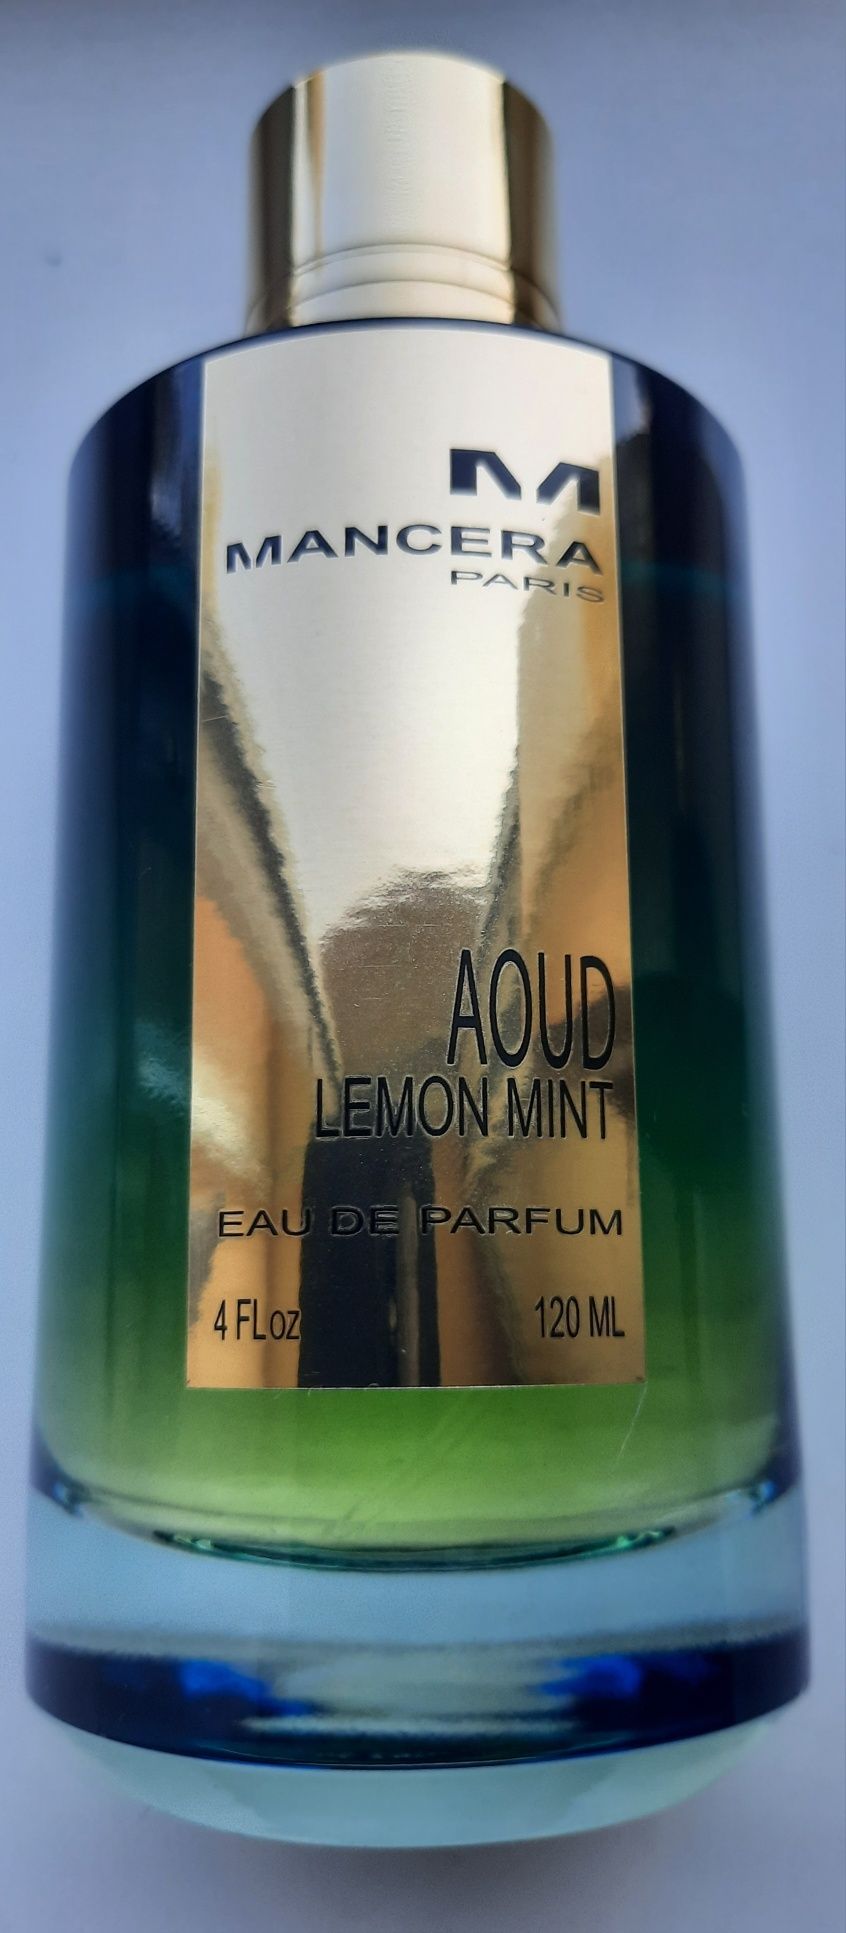 M
MANCERA
PARIS
AOUD
LEMON MINT
EAU DE PARFUM
4 FLoz 120 ML